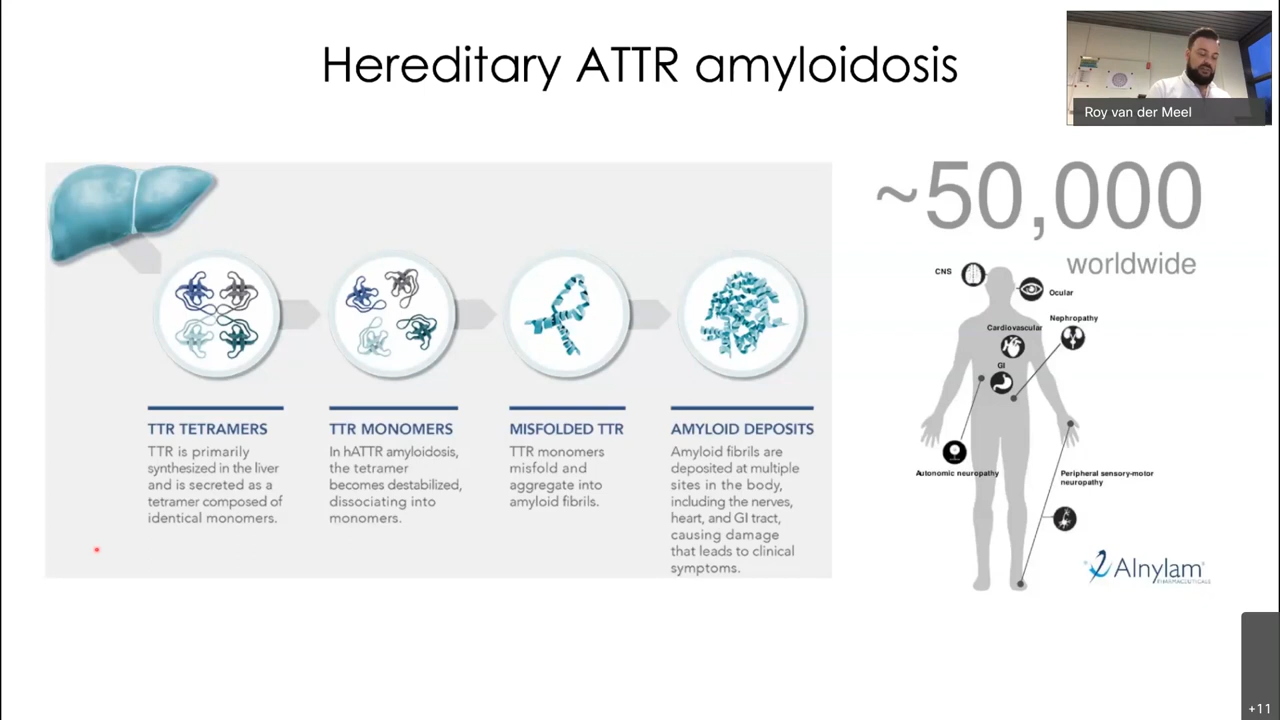 Hereditary ATTR amyloidosis
Roy van der Meel
TTR TETRAMERS
TTR is primarily
synthesized in the liver
and is secreted as a
tetramer composed of
identical monomers.
TTR MONOMERS
In hATTR amyloidosis,
the tetramer
becomes destabilized,
dissociating into
monomers.
MISFOLDED TTR
TTR monomers
misfold and
aggregate into
amyloid fibrils.
AMYLOID DEPOSITS
Amyloid fibrils are
deposited at multiple
sites in the body,
including the nerves,
heart, and GI tract,
causing damage
that leads to clinical
symptoms.
~50,000
worldwide
CNS
Ocular
Nephropathy
Cardiovascular
GI
Autonomic neuropathy
Peripheral sensory-motor
neuropathy
Alnylam
PHARMACEUTICALS
+11